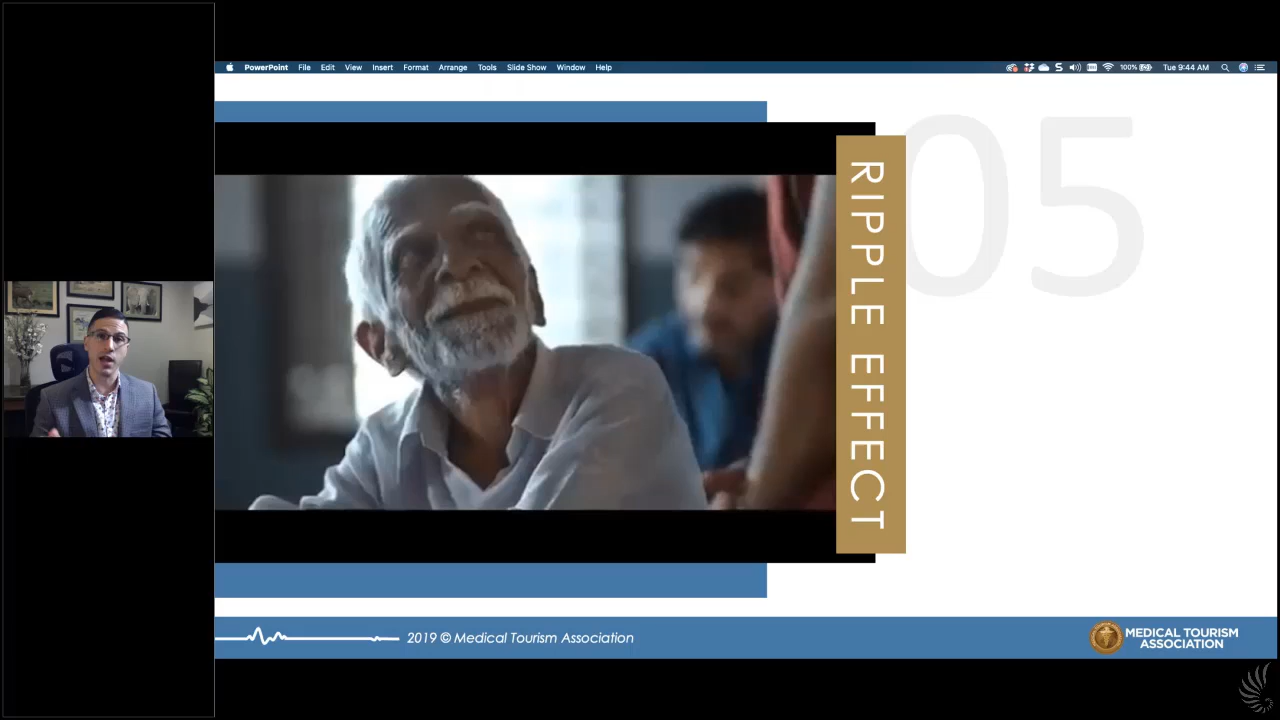 PowerPoint File Edit View Insert Format Arrange Tools Slide Show Window Help
100% Tue 9:44 AM
05
RIPPLE EFFECT
2019 © Medical Tourism Association
MEDICAL TOURISM
ASSOCIATION